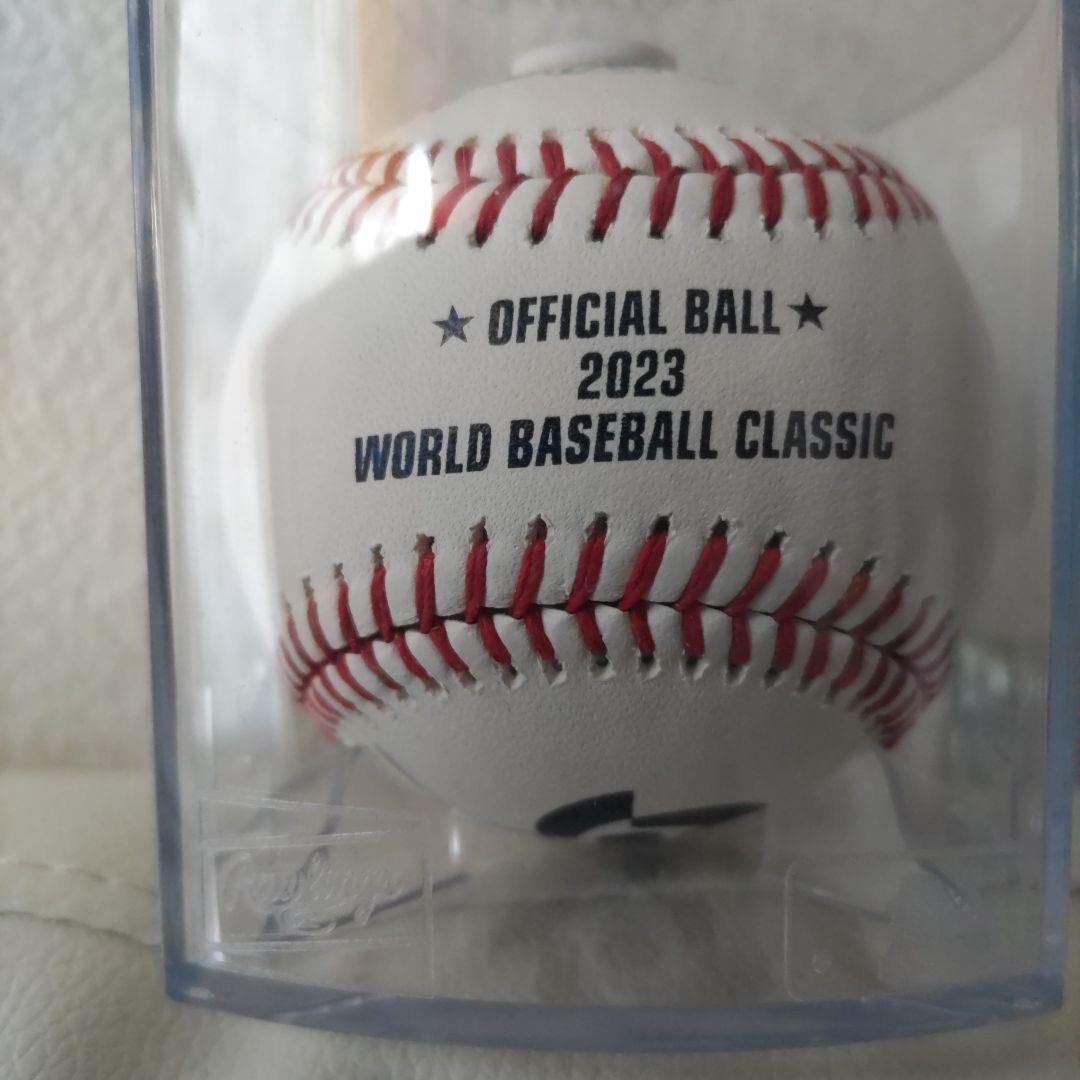 ★ OFFICIAL BALL ★
2023
WORLD BASEBALL CLASSIC
Rawlings